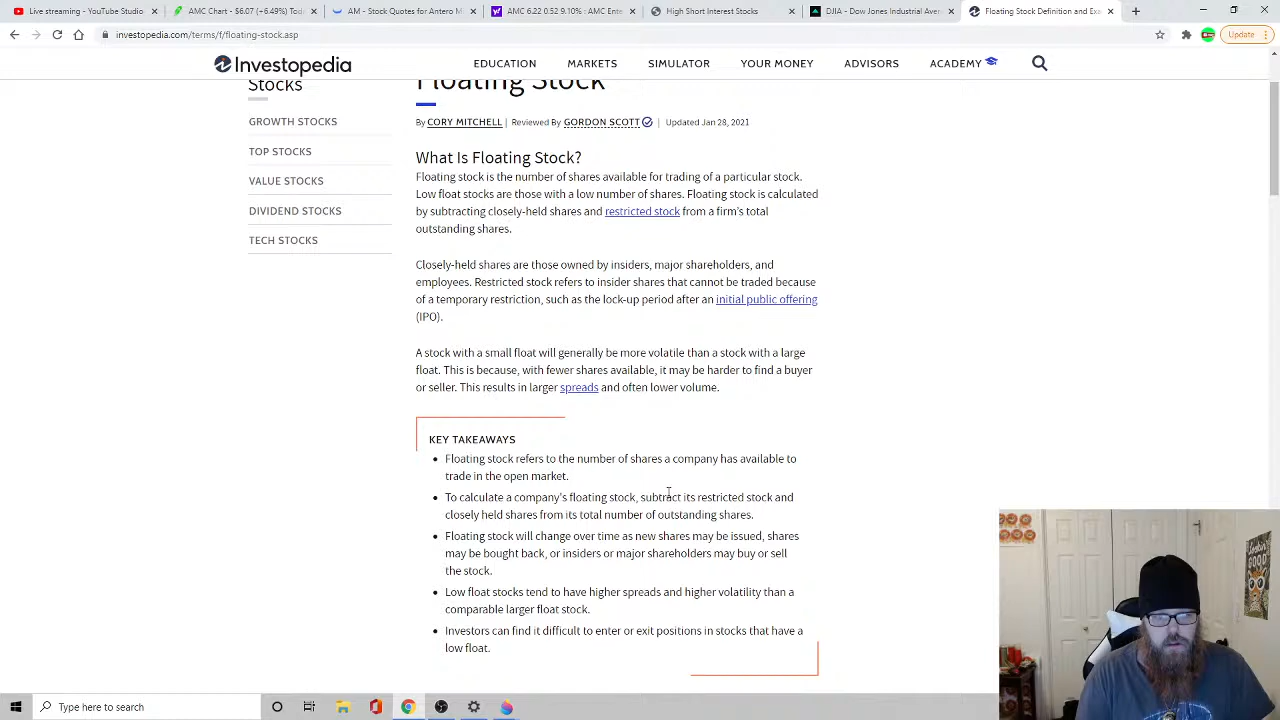 Live streaming - YouTube Studio
AMC Chart - $6.07 (+6.49%) Toda
AM - Stock Quotes for Antero M
AMC 6.22 0.52 9.10% : AMC Ente
High Short Interest Stocks
DJIA - Dow Jones Industrial Aver
Floating Stock Definition and Exa
investopedia.com/terms/f/floating-stock.asp
Update
Investopedia
EDUCATION
MARKETS
SIMULATOR
YOUR MONEY
ADVISORS
ACADEMY
Stocks
GROWTH STOCKS
TOP STOCKS
VALUE STOCKS
DIVIDEND STOCKS
TECH STOCKS
Floating Stock
By CORY MITCHELL | Reviewed By GORDON SCOTT | Updated Jan 28, 2021
What Is Floating Stock?
Floating stock is the number of shares available for trading of a particular stock.
Low float stocks are those with a low number of shares. Floating stock is calculated
by subtracting closely-held shares and restricted stock from a firm's total
outstanding shares.
Closely-held shares are those owned by insiders, major shareholders, and
employees. Restricted stock refers to insider shares that cannot be traded because
of a temporary restriction, such as the lock-up period after an initial public offering
(IPO).
A stock with a small float will generally be more volatile than a stock with a large
float. This is because, with fewer shares available, it may be harder to find a buyer
or seller. This results in larger spreads and often lower volume.
KEY TAKEAWAYS
• Floating stock refers to the number of shares a company has available to
trade in the open market.
• To calculate a company's floating stock, subtract its restricted stock and
closely held shares from its total number of outstanding shares.
• Floating stock will change over time as new shares may be issued, shares
may be bought back, or insiders or major shareholders may buy or sell
the stock.
• Low float stocks tend to have higher spreads and higher volatility than a
comparable larger float stock.
• Investors can find it difficult to enter or exit positions in stocks that have a
low float.
Type here to search